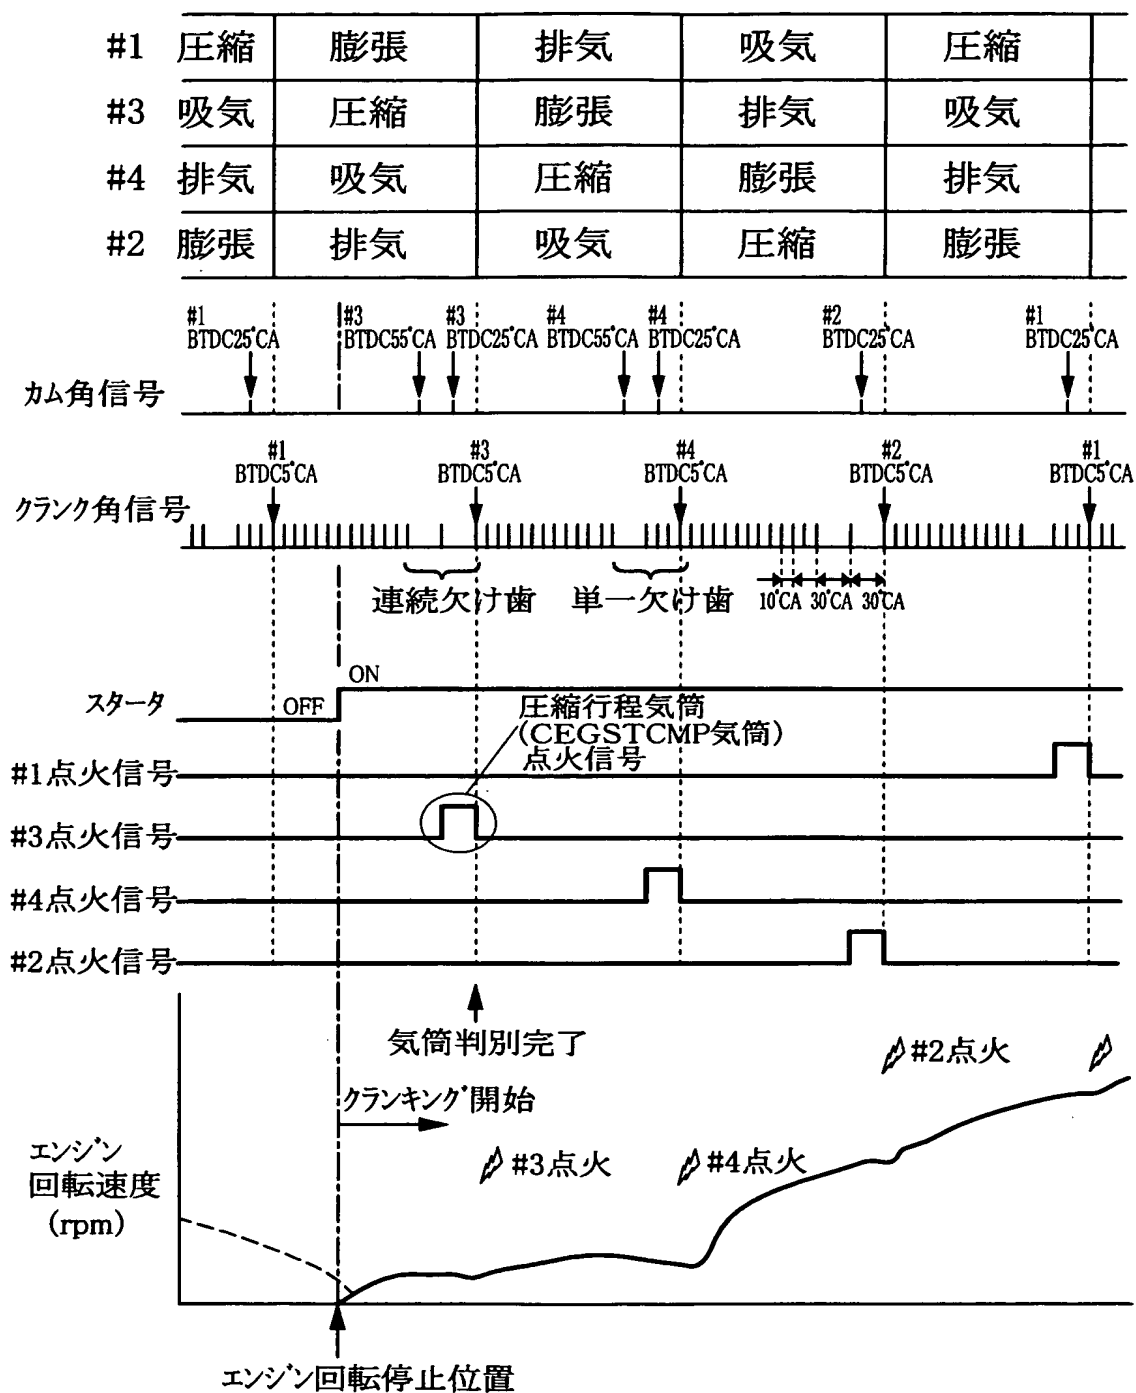 #1 圧縮 膨張 排気 吸気 圧縮
#3 吸気 圧縮 膨張 排気 吸気
#4 排気 吸気 圧縮 膨張 排気
#2 膨張 排気 吸気 圧縮 膨張
#1 #3 #3 #4 #4 #2 #1
BTDC25°CA BTDC55°CA BTDC25°CA BTDC55°CA BTDC25°CA BTDC25°CA BTDC25°CA
カム角信号
#1 #3 #4 #2 #1
BTDC5°CA BTDC5°CA BTDC5°CA BTDC5°CA BTDC5°CA
クランク角信号
連続欠け歯 単一欠け歯 10°CA 30°CA 30°CA
ON
スタータ OFF
圧縮行程気筒
(CEGSTCMP気筒)
点火信号
#1点火信号
#3点火信号
#4点火信号
#2点火信号
気筒判別完了
#2点火
クランキング開始
エンジン
回転速度
(rpm)
#3点火 #4点火
エンジン回転停止位置